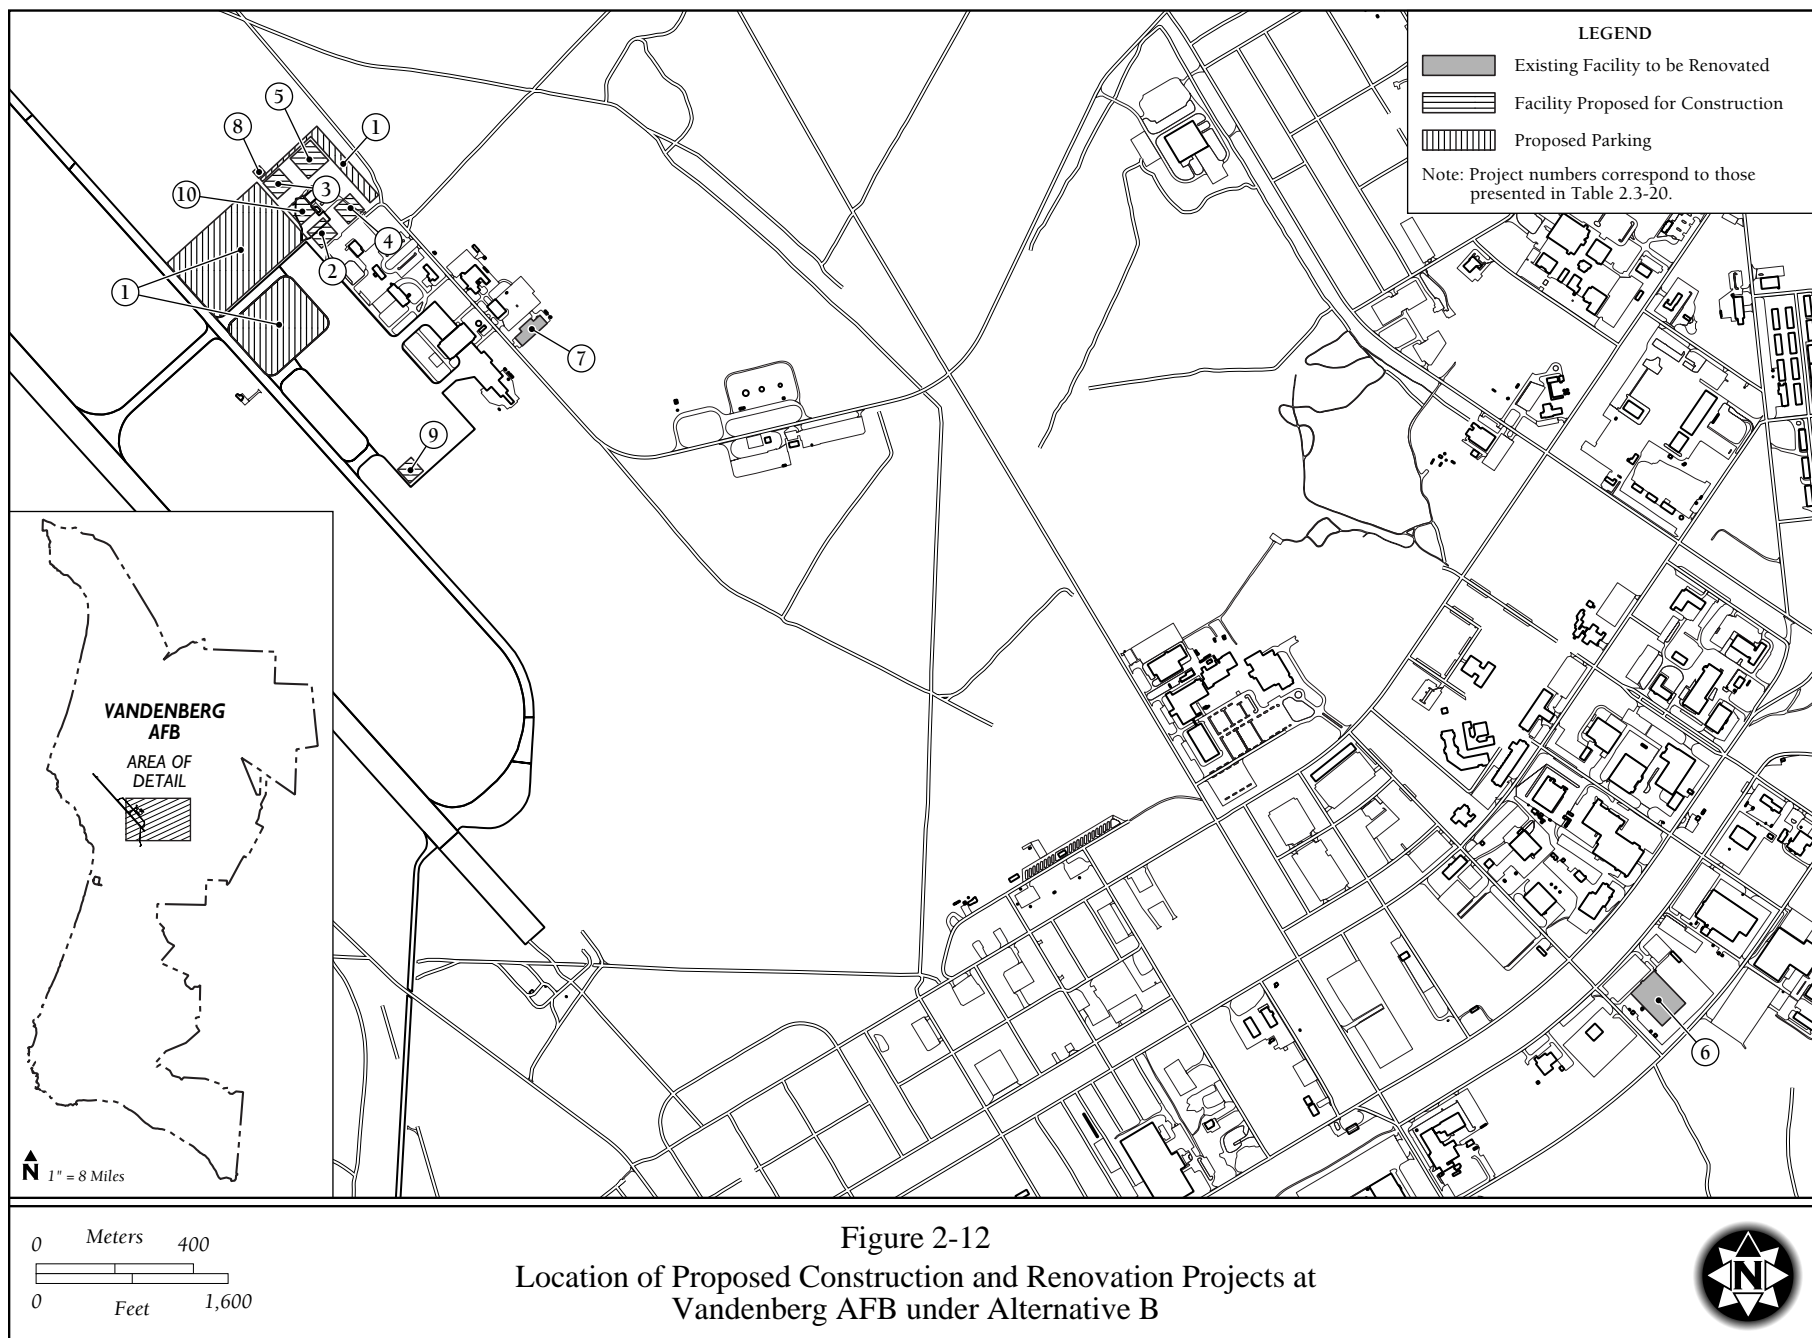 LEGEND
Existing Facility to be Renovated
Facility Proposed for Construction
Proposed Parking
Note: Project numbers correspond to those
presented in Table 2.3-20.
5
8
1
3
10
4
2
1
7
9
6
VANDENBERG
AFB
AREA OF
DETAIL
N
1" = 8 Miles
0 Meters 400
0 Feet 1,600
Figure 2-12
Location of Proposed Construction and Renovation Projects at
Vandenberg AFB under Alternative B
N